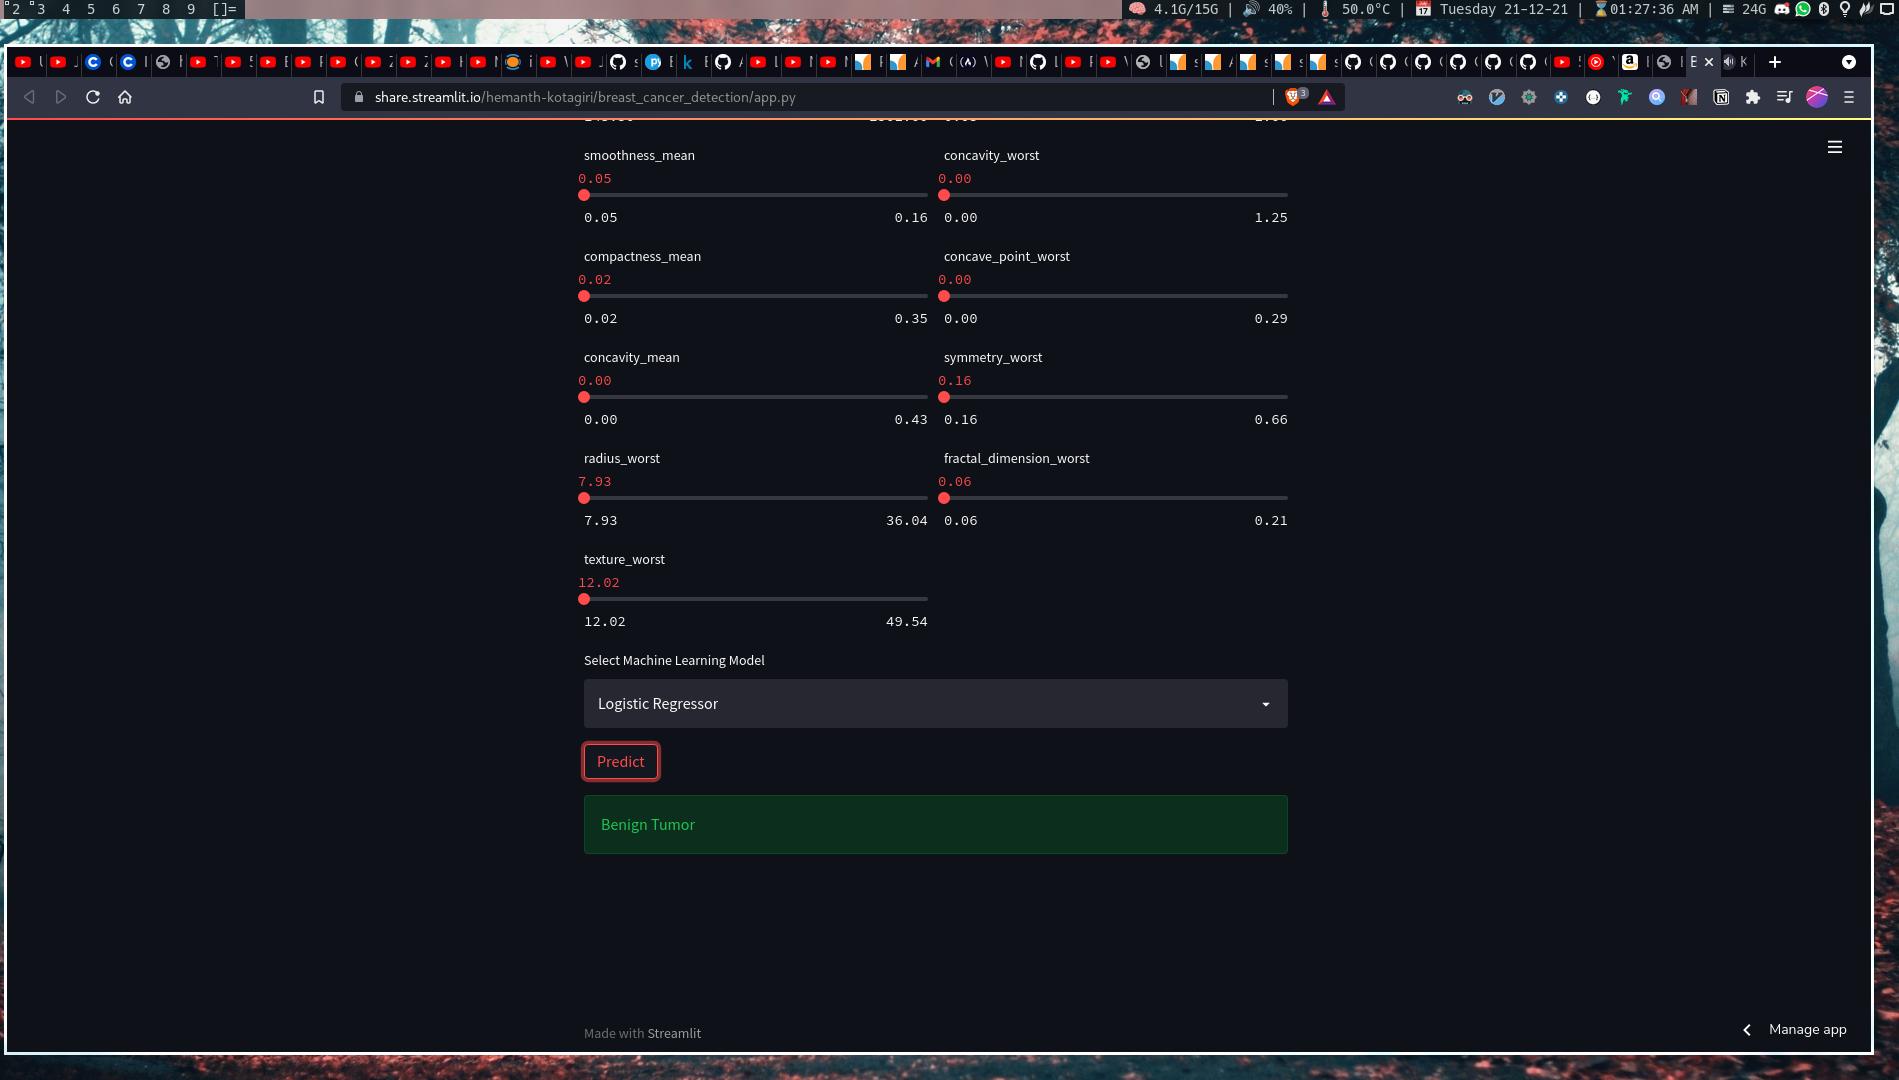 2 3 4 5 6 7 8 9 []=
4.1G/15G | 40% | 50.0°C | Tuesday 21-12-21 | 01:27:36 AM | 24G
share.streamlit.io/hemanth-kotagiri/breast_cancer_detection/app.py
3
smoothness_mean
0.05
0.05 0.16
compactness_mean
0.02
0.02 0.35
concavity_mean
0.00
0.00 0.43
radius_worst
7.93
7.93 36.04
texture_worst
12.02
12.02 49.54
concavity_worst
0.00
0.00 1.25
concave_point_worst
0.00
0.00 0.29
symmetry_worst
0.16
0.16 0.66
fractal_dimension_worst
0.06
0.06 0.21
Select Machine Learning Model
Logistic Regressor
Predict
Benign Tumor
Made with Streamlit
Manage app